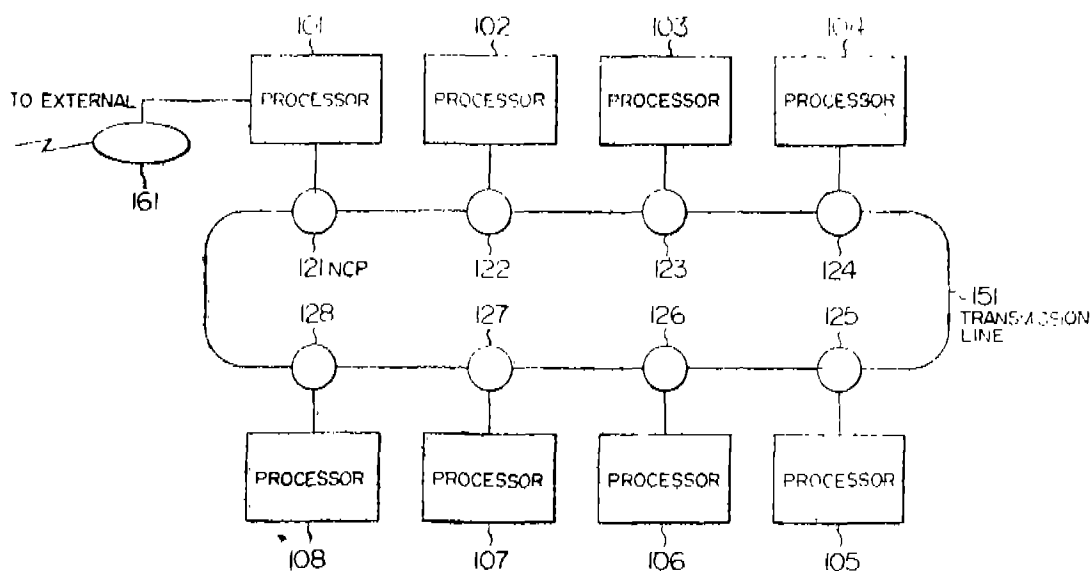 101 102 103 104
TO EXTERNAL
PROCESSOR PROCESSOR PROCESSOR PROCESSOR
161
121 NCP 122 123 124
128 127 126 125
151
TRANSMISSION
LINE
PROCESSOR PROCESSOR PROCESSOR PROCESSOR
108 107 106 105